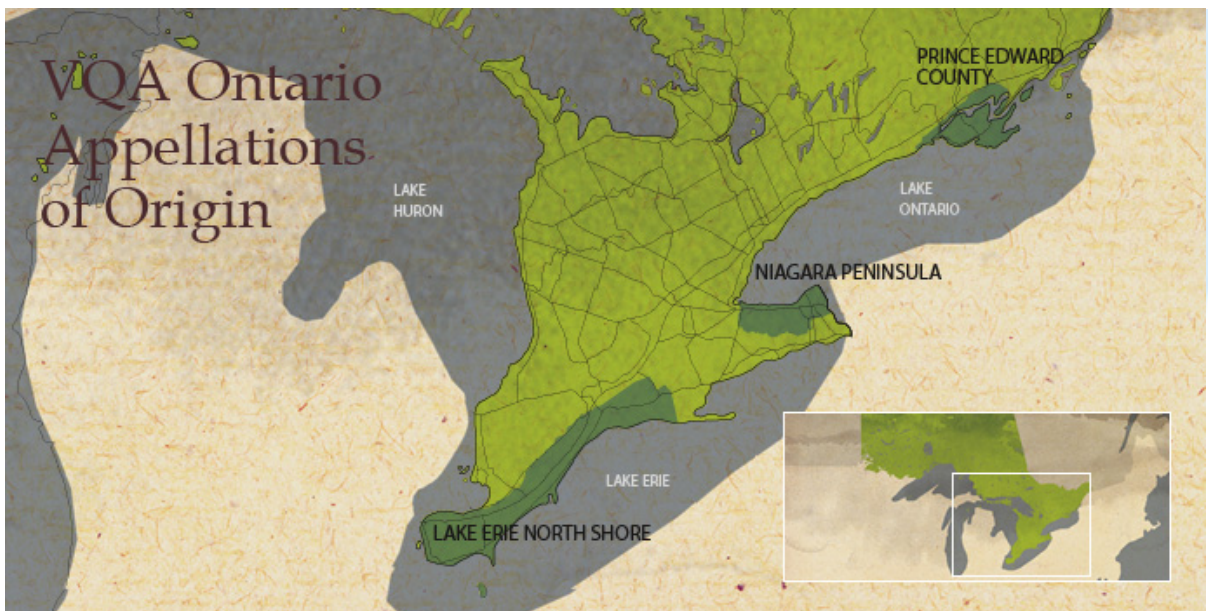 VQA Ontario
Appellations
of Origin
PRINCE EDWARD
COUNTY
LAKE
HURON
LAKE
ONTARIO
NIAGARA PENINSULA
LAKE ERIE
LAKE ERIE NORTH SHORE